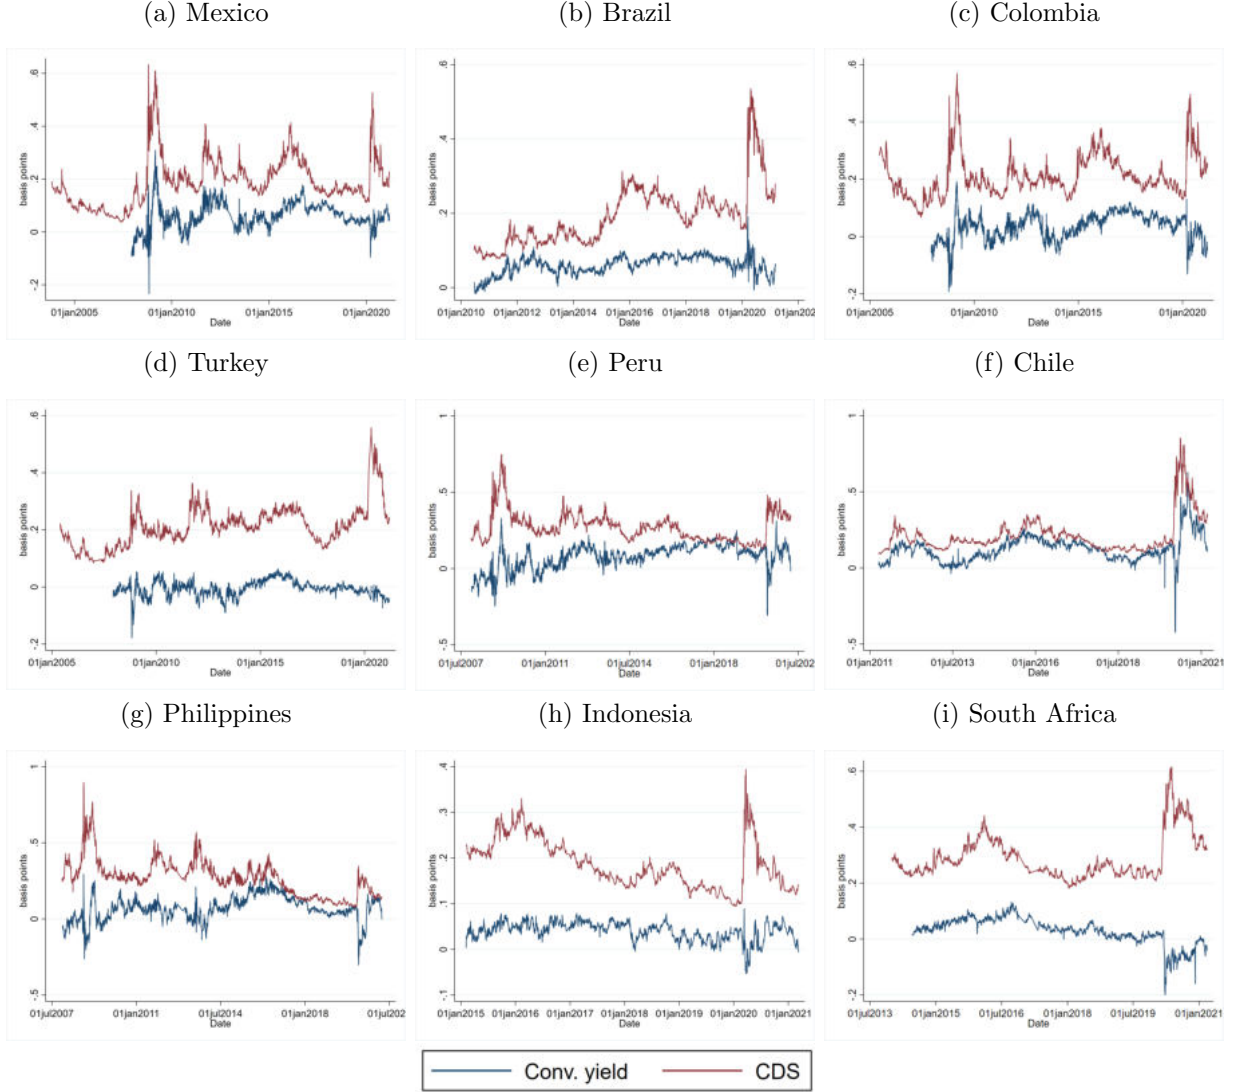 (a) Mexico (b) Brazil (c) Colombia
.6 .4 .2 0 -.2
basis points
01jan2005 01jan2010 01jan2015 01jan2020
Date
.6 .4 .2 0
basis points
01jan2010 01jan2012 01jan2014 01jan2016 01jan2018 01jan2020 01jan202
Date
.6 .4 .2 0 -.2
basis points
01jan2005 01jan2010 01jan2015 01jan2020
Date
(d) Turkey (e) Peru (f) Chile
.6 .4 .2 0 -.2
basis points
01jan2005 01jan2010 01jan2015 01jan2020
Date
1 .5 0 -.5
basis points
01jul2007 01jan2011 01jul2014 01jan2018 01jul202
Date
1 .5 0 -.5
basis points
01jan2011 01jul2013 01jan2016 01jul2018 01jan2021
Date
(g) Philippines (h) Indonesia (i) South Africa
1 .5 0 -.5
basis points
01jul2007 01jan2011 01jul2014 01jan2018 01jul202
Date
.4 .3 .2 .1 0 -.1
basis points
01jan2015 01jan2016 01jan2017 01jan2018 01jan2019 01jan2020 01jan2021
Date
.6 .4 .2 0 -.2
basis points
01jul2013 01jan2015 01jul2016 01jan2018 01jul2019 01jan2021
Date
Conv. yield CDS